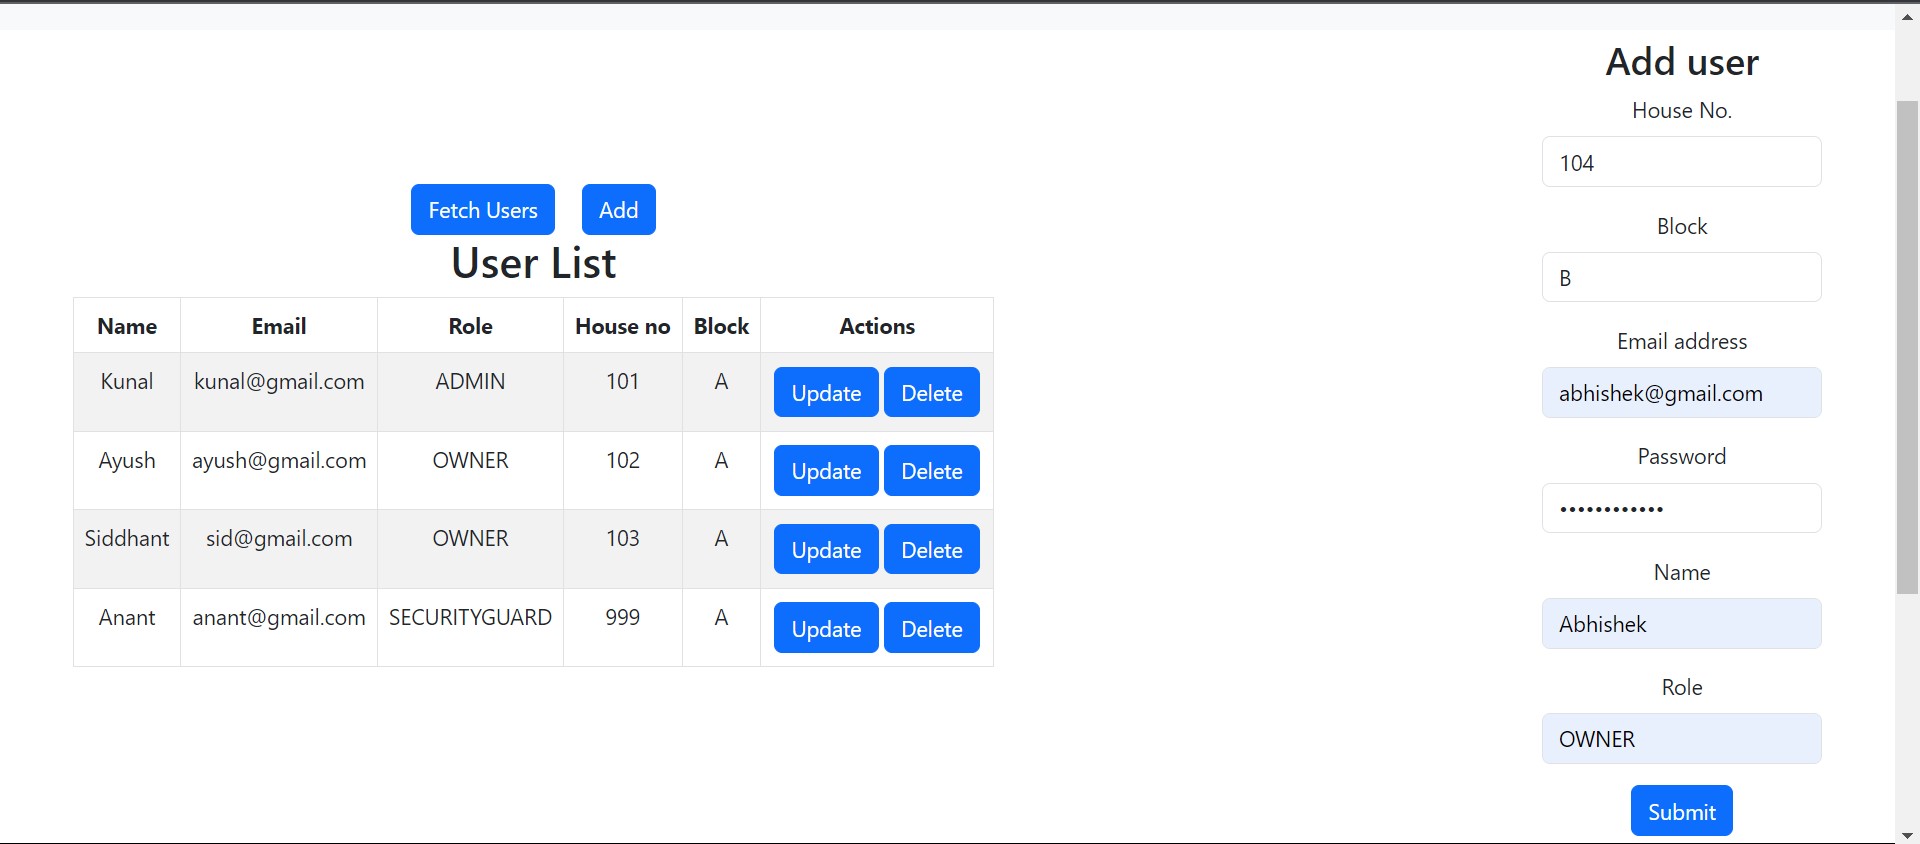 Fetch Users Add
User List
Name Email Role House no Block Actions
Kunal kunal@gmail.com ADMIN 101 A Update Delete
Ayush ayush@gmail.com OWNER 102 A Update Delete
Siddhant sid@gmail.com OWNER 103 A Update Delete
Anant anant@gmail.com SECURITYGUARD 999 A Update Delete
Add user
House No.
104
Block
B
Email address
abhishek@gmail.com
Password
••••••••••••
Name
Abhishek
Role
OWNER
Submit